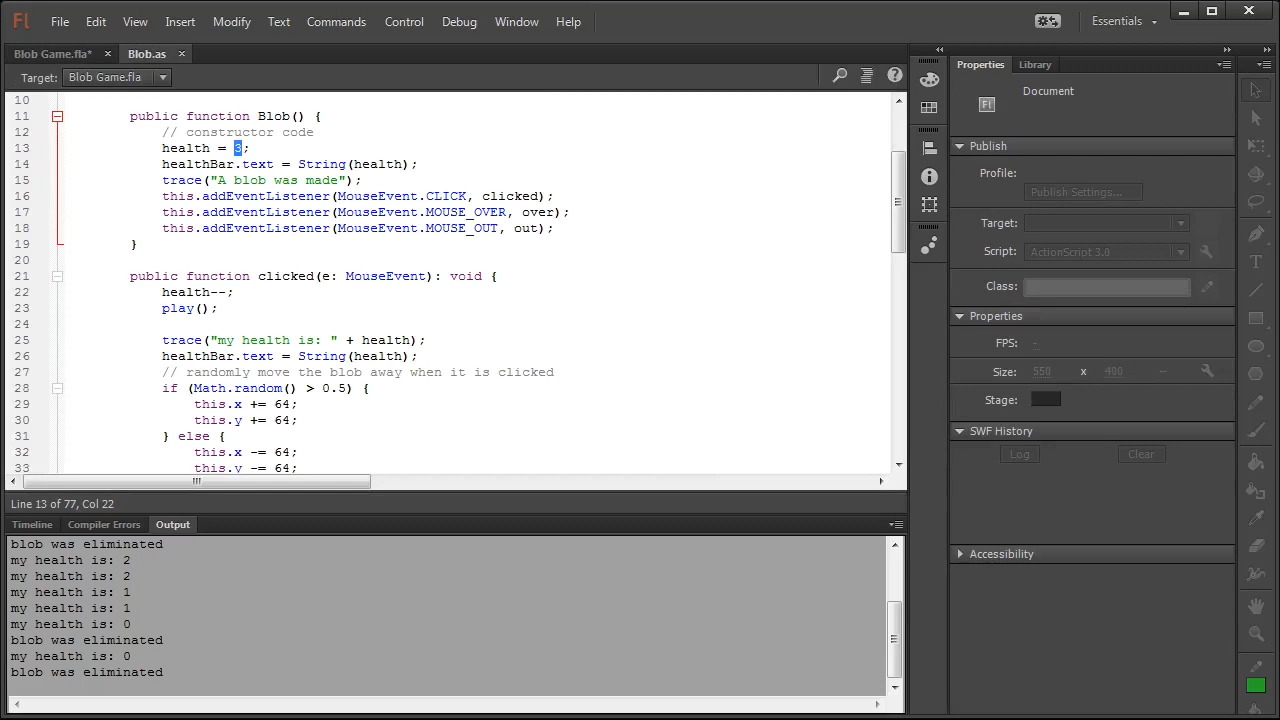 Fl File Edit View Insert Modify Text Commands Control Debug Window Help Essentials
Blob Game.fla* × Blob.as ×
Target: Blob Game.fla
10
11 public function Blob() {
12 // constructor code
13 health = 3;
14 healthBar.text = String(health);
15 trace("A blob was made");
16 this.addEventListener(MouseEvent.CLICK, clicked);
17 this.addEventListener(MouseEvent.MOUSE_OVER, over);
18 this.addEventListener(MouseEvent.MOUSE_OUT, out);
19 }
20
21 public function clicked(e: MouseEvent): void {
22 health--;
23 play();
24
25 trace("my health is: " + health);
26 healthBar.text = String(health);
27 // randomly move the blob away when it is clicked
28 if (Math.random() > 0.5) {
29 this.x += 64;
30 this.y += 64;
31 } else {
32 this.x -= 64;
33 this.y -= 64;
Line 13 of 77, Col 22
Timeline Compiler Errors Output
blob was eliminated
my health is: 2
my health is: 2
my health is: 1
my health is: 1
my health is: 0
blob was eliminated
my health is: 0
blob was eliminated
Properties Library
Fl Document
Publish
Profile:
Publish Settings...
Target:
Script: ActionScript 3.0
Class:
Properties
FPS: -
Size: 550 x 400 --
Stage:
SWF History
Log Clear
Accessibility